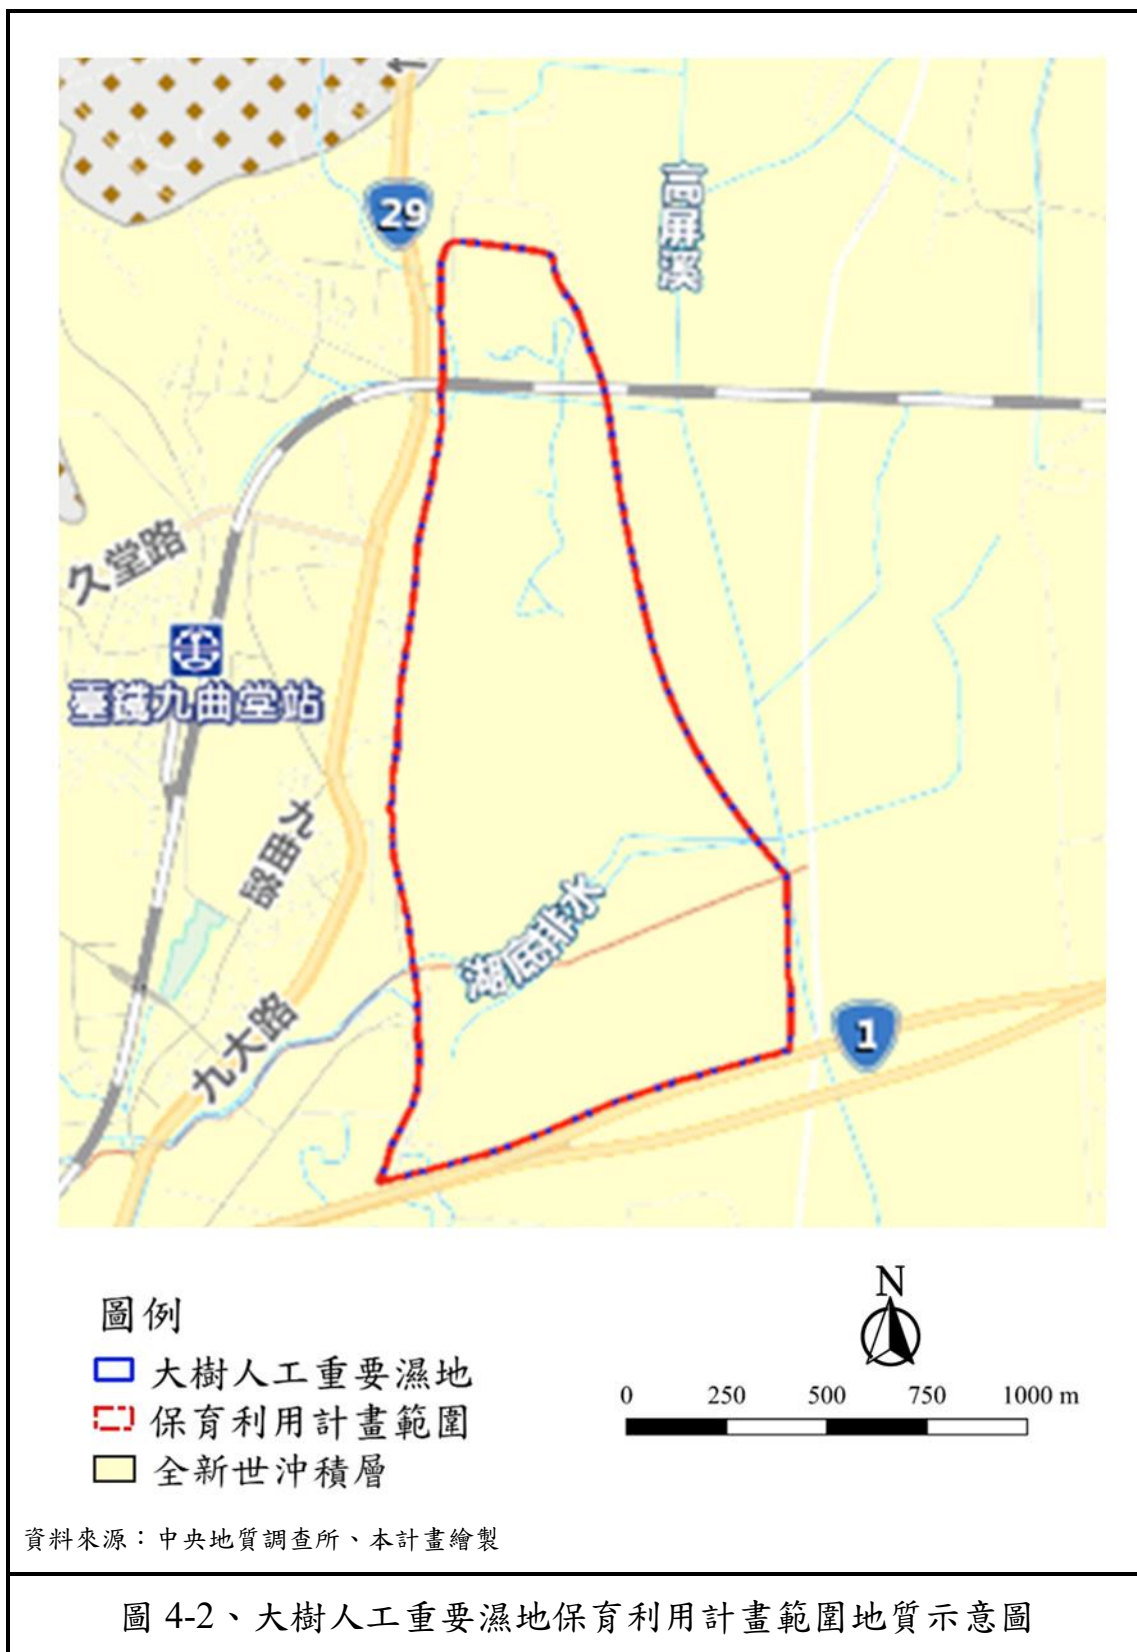 29
高屏溪
久堂路
臺鐵九曲堂站
九曲路
湖底排水
九大路
1
圖例
大樹人工重要濕地
保育利用計畫範圍
全新世沖積層
N
0 250 500 750 1000 m
資料來源：中央地質調查所、本計畫繪製
圖 4-2、大樹人工重要濕地保育利用計畫範圍地質示意圖